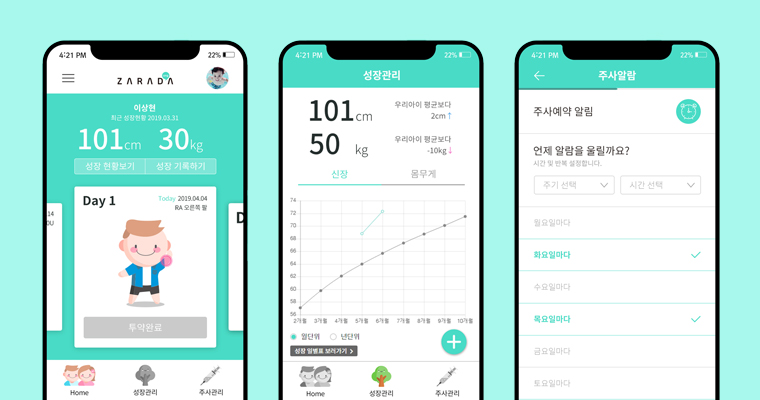 4:21 PM
22%
ZARADA
이상현
최근 성장현황 2019.03.31
101cm
30kg
성장 현황보기
성장 기록하기
14
Day 1
Today 2019.04.04
RA 오른쪽 팔
D
투약완료
Home
성장관리
주사관리
4:21 PM
22%
성장관리
101cm
우리아이 평균보다
2cm↑
50 kg
우리아이 평균보다
-10kg↓
신장
몸무게
74
72
70
68
66
64
62
60
58
56
2개월
3개월
4개월
5개월
6개월
7개월
8개월
9개월
10개월
월단위
년단위
성장 일별표 보러가기 >
Home
성장관리
주사관리
4:21 PM
22%
주사알람
주사예약 알림
언제 알람을 울릴까요?
시간 및 반복 설정합니다.
주기 선택
시간 선택
월요일마다
화요일마다
수요일마다
목요일마다
금요일마다
토요일마다